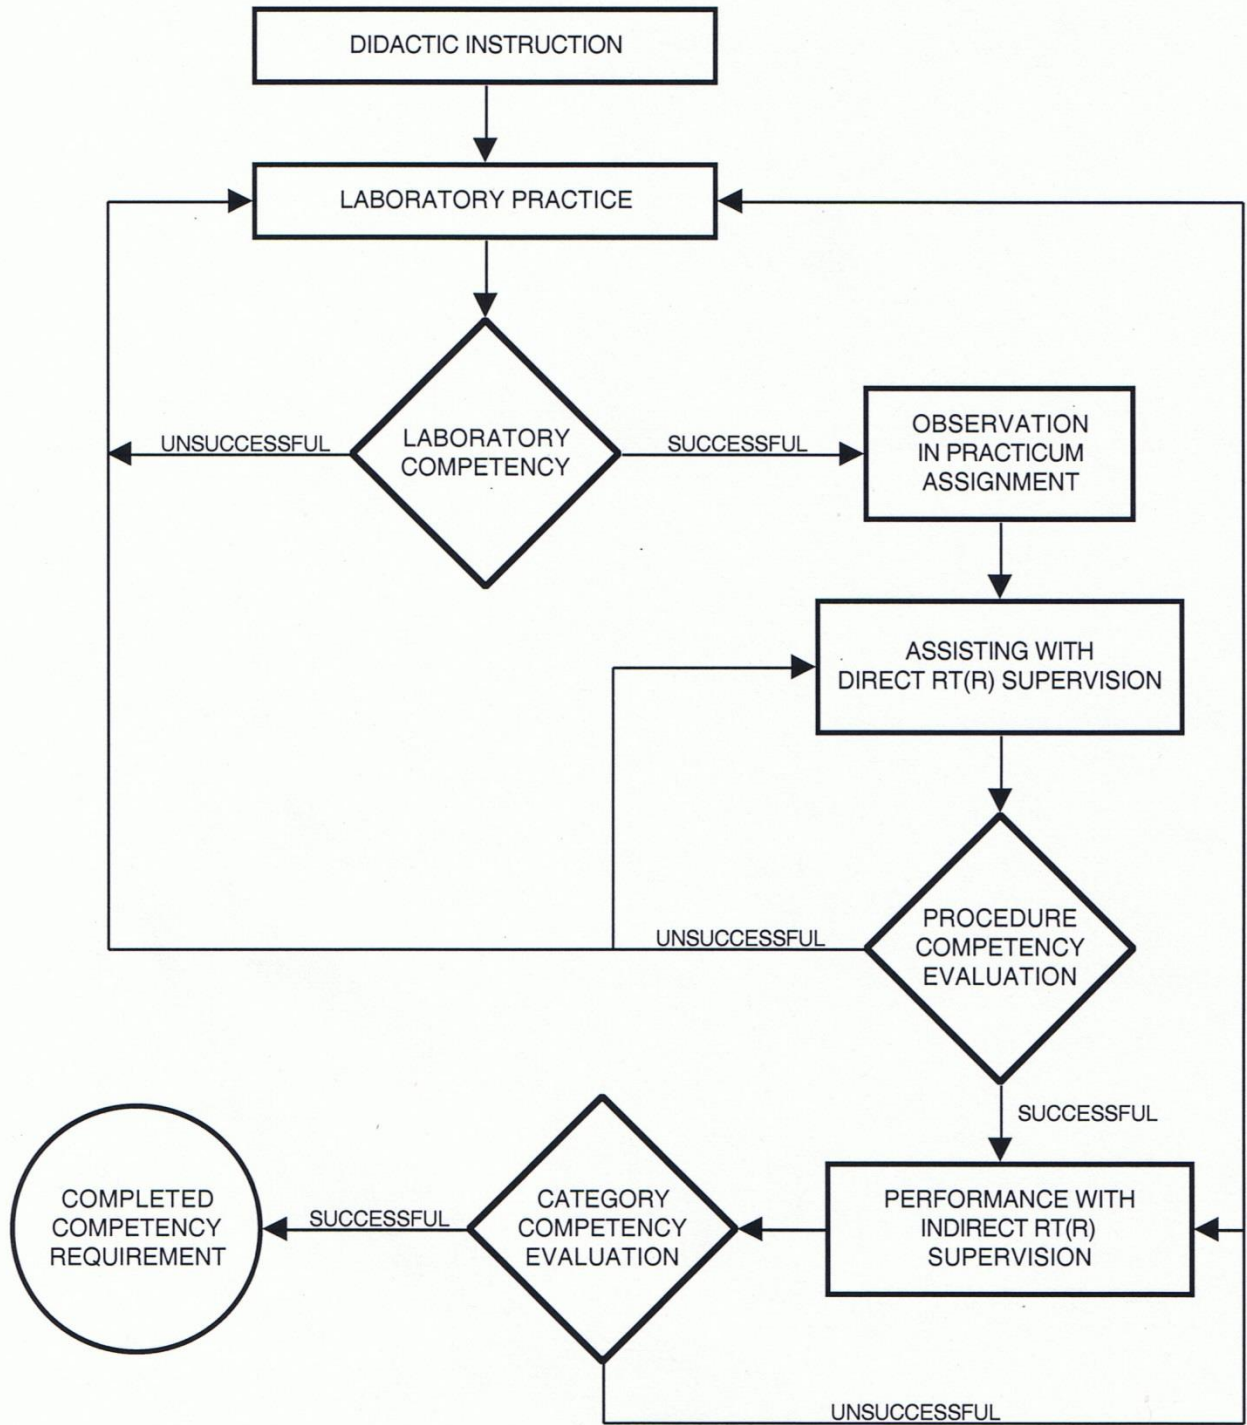 DIDACTIC INSTRUCTION
LABORATORY PRACTICE
LABORATORY
COMPETENCY
UNSUCCESSFUL
SUCCESSFUL
OBSERVATION
IN PRACTICUM
ASSIGNMENT
ASSISTING WITH
DIRECT RT(R) SUPERVISION
PROCEDURE
COMPETENCY
EVALUATION
UNSUCCESSFUL
SUCCESSFUL
PERFORMANCE WITH
INDIRECT RT(R)
SUPERVISION
CATEGORY
COMPETENCY
EVALUATION
SUCCESSFUL
COMPLETED
COMPETENCY
REQUIREMENT
UNSUCCESSFUL